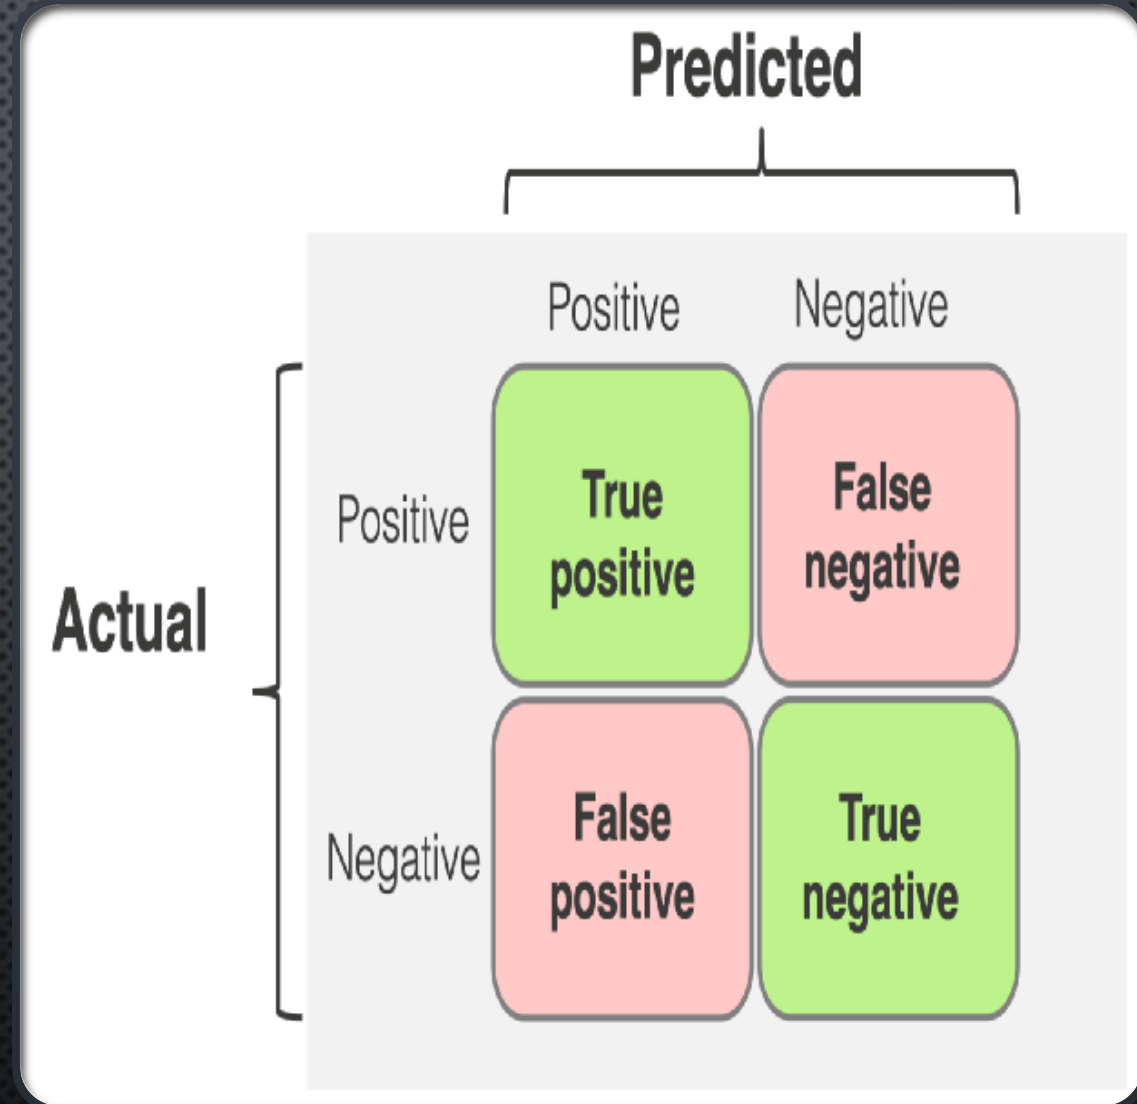 Predicted
Positive Negative
Actual
Positive
True
positive
False
negative
Negative
False
positive
True
negative